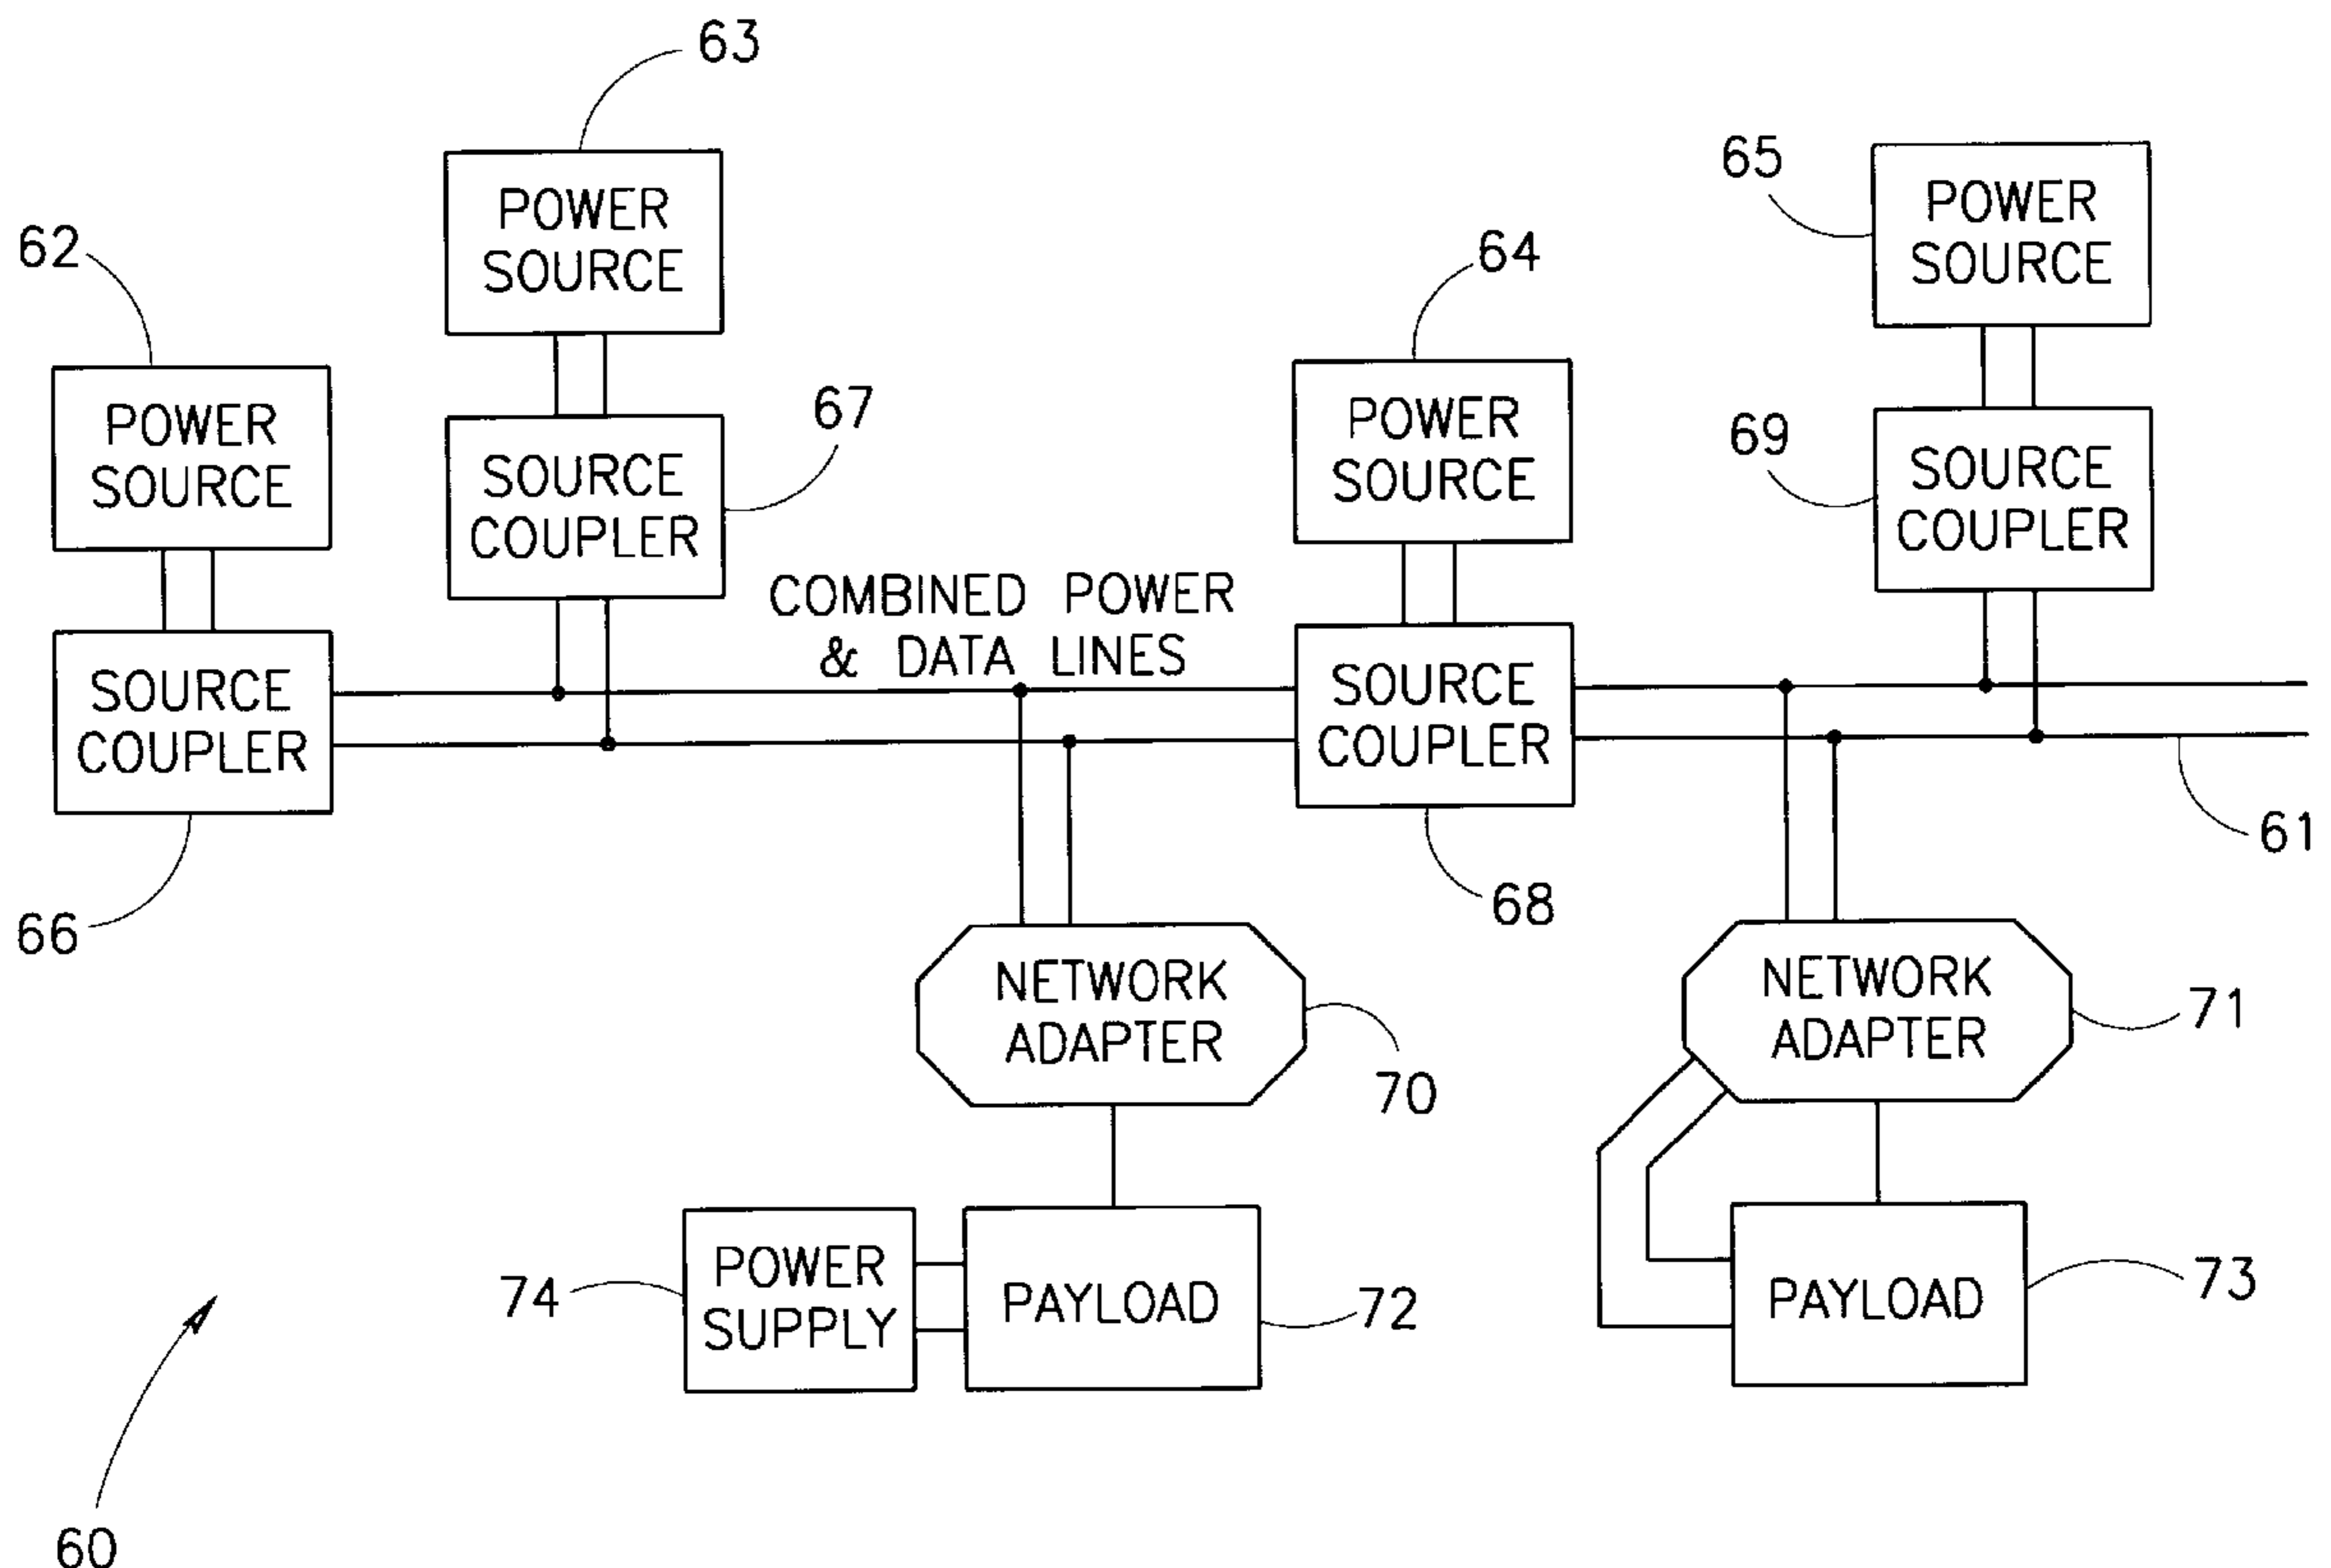 63
POWER
SOURCE
65
POWER
SOURCE
62
64
POWER
SOURCE
67
SOURCE
COUPLER
POWER
SOURCE
69
SOURCE
COUPLER
COMBINED POWER
& DATA LINES
SOURCE
COUPLER
SOURCE
COUPLER
61
66
68
NETWORK
ADAPTER
70
NETWORK
ADAPTER
71
74
POWER
SUPPLY
PAYLOAD
72
PAYLOAD
73
60